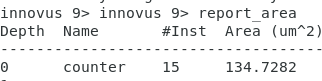 innovus 9> innovus 9> report_area
Depth  Name     #Inst  Area (um^2)
-----------------------------------
0      counter  15     134.7282